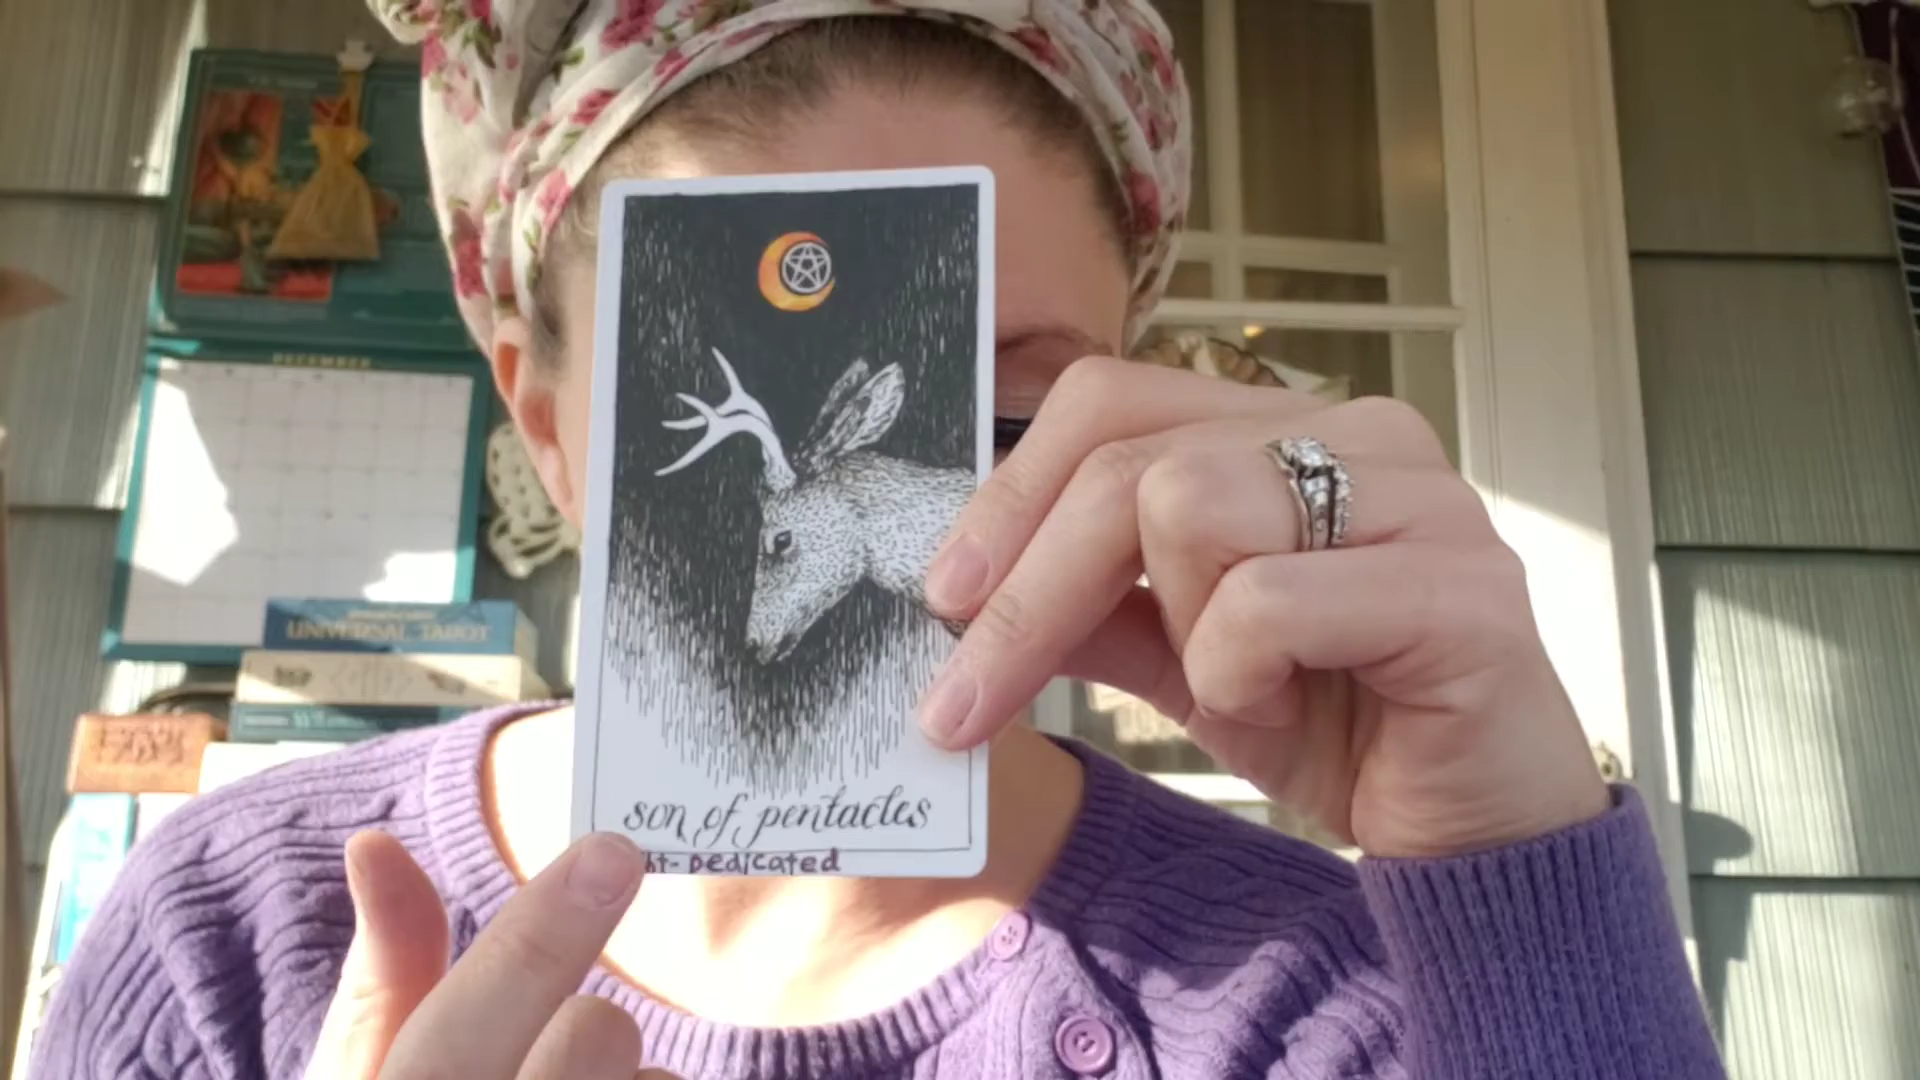 DECEMBER
UNIVERSAL TAROT
son of pentacles
ht- Dedicated